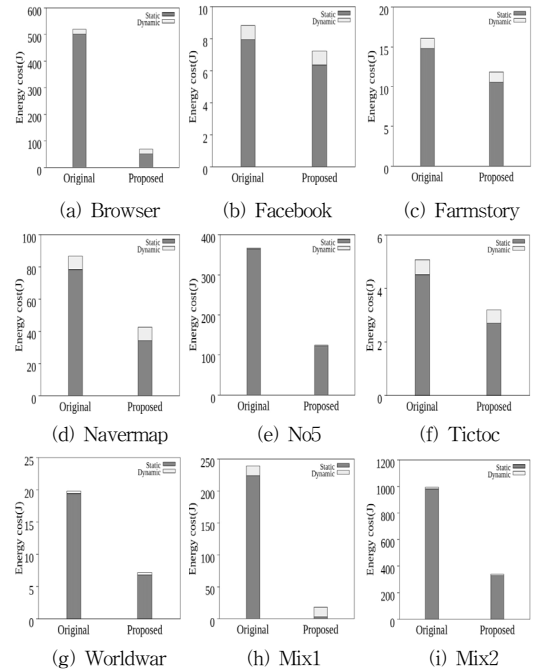 Energy cost(J)
600
500
400
300
200
100
0
Static
Dynamic
Original Proposed
(a) Browser
Energy cost(J)
10
8
6
4
2
0
Static
Dynamic
Original Proposed
(b) Facebook
Energy cost(J)
20
15
10
5
0
Static
Dynamic
Original Proposed
(c) Farmstory
Energy cost(J)
100
80
60
40
20
0
Static
Dynamic
Original Proposed
(d) Navermap
Energy cost(J)
400
300
200
100
0
Static
Dynamic
Original Proposed
(e) No5
Energy cost(J)
6
4
2
0
Static
Dynamic
Original Proposed
(f) Tictoc
Energy cost(J)
25
20
15
10
5
0
Static
Dynamic
Original Proposed
(g) Worldwar
Energy cost(J)
250
200
150
100
50
0
Static
Dynamic
Original Proposed
(h) Mix1
Energy cost(J)
1200
1000
800
600
400
200
0
Static
Dynamic
Original Proposed
(i) Mix2